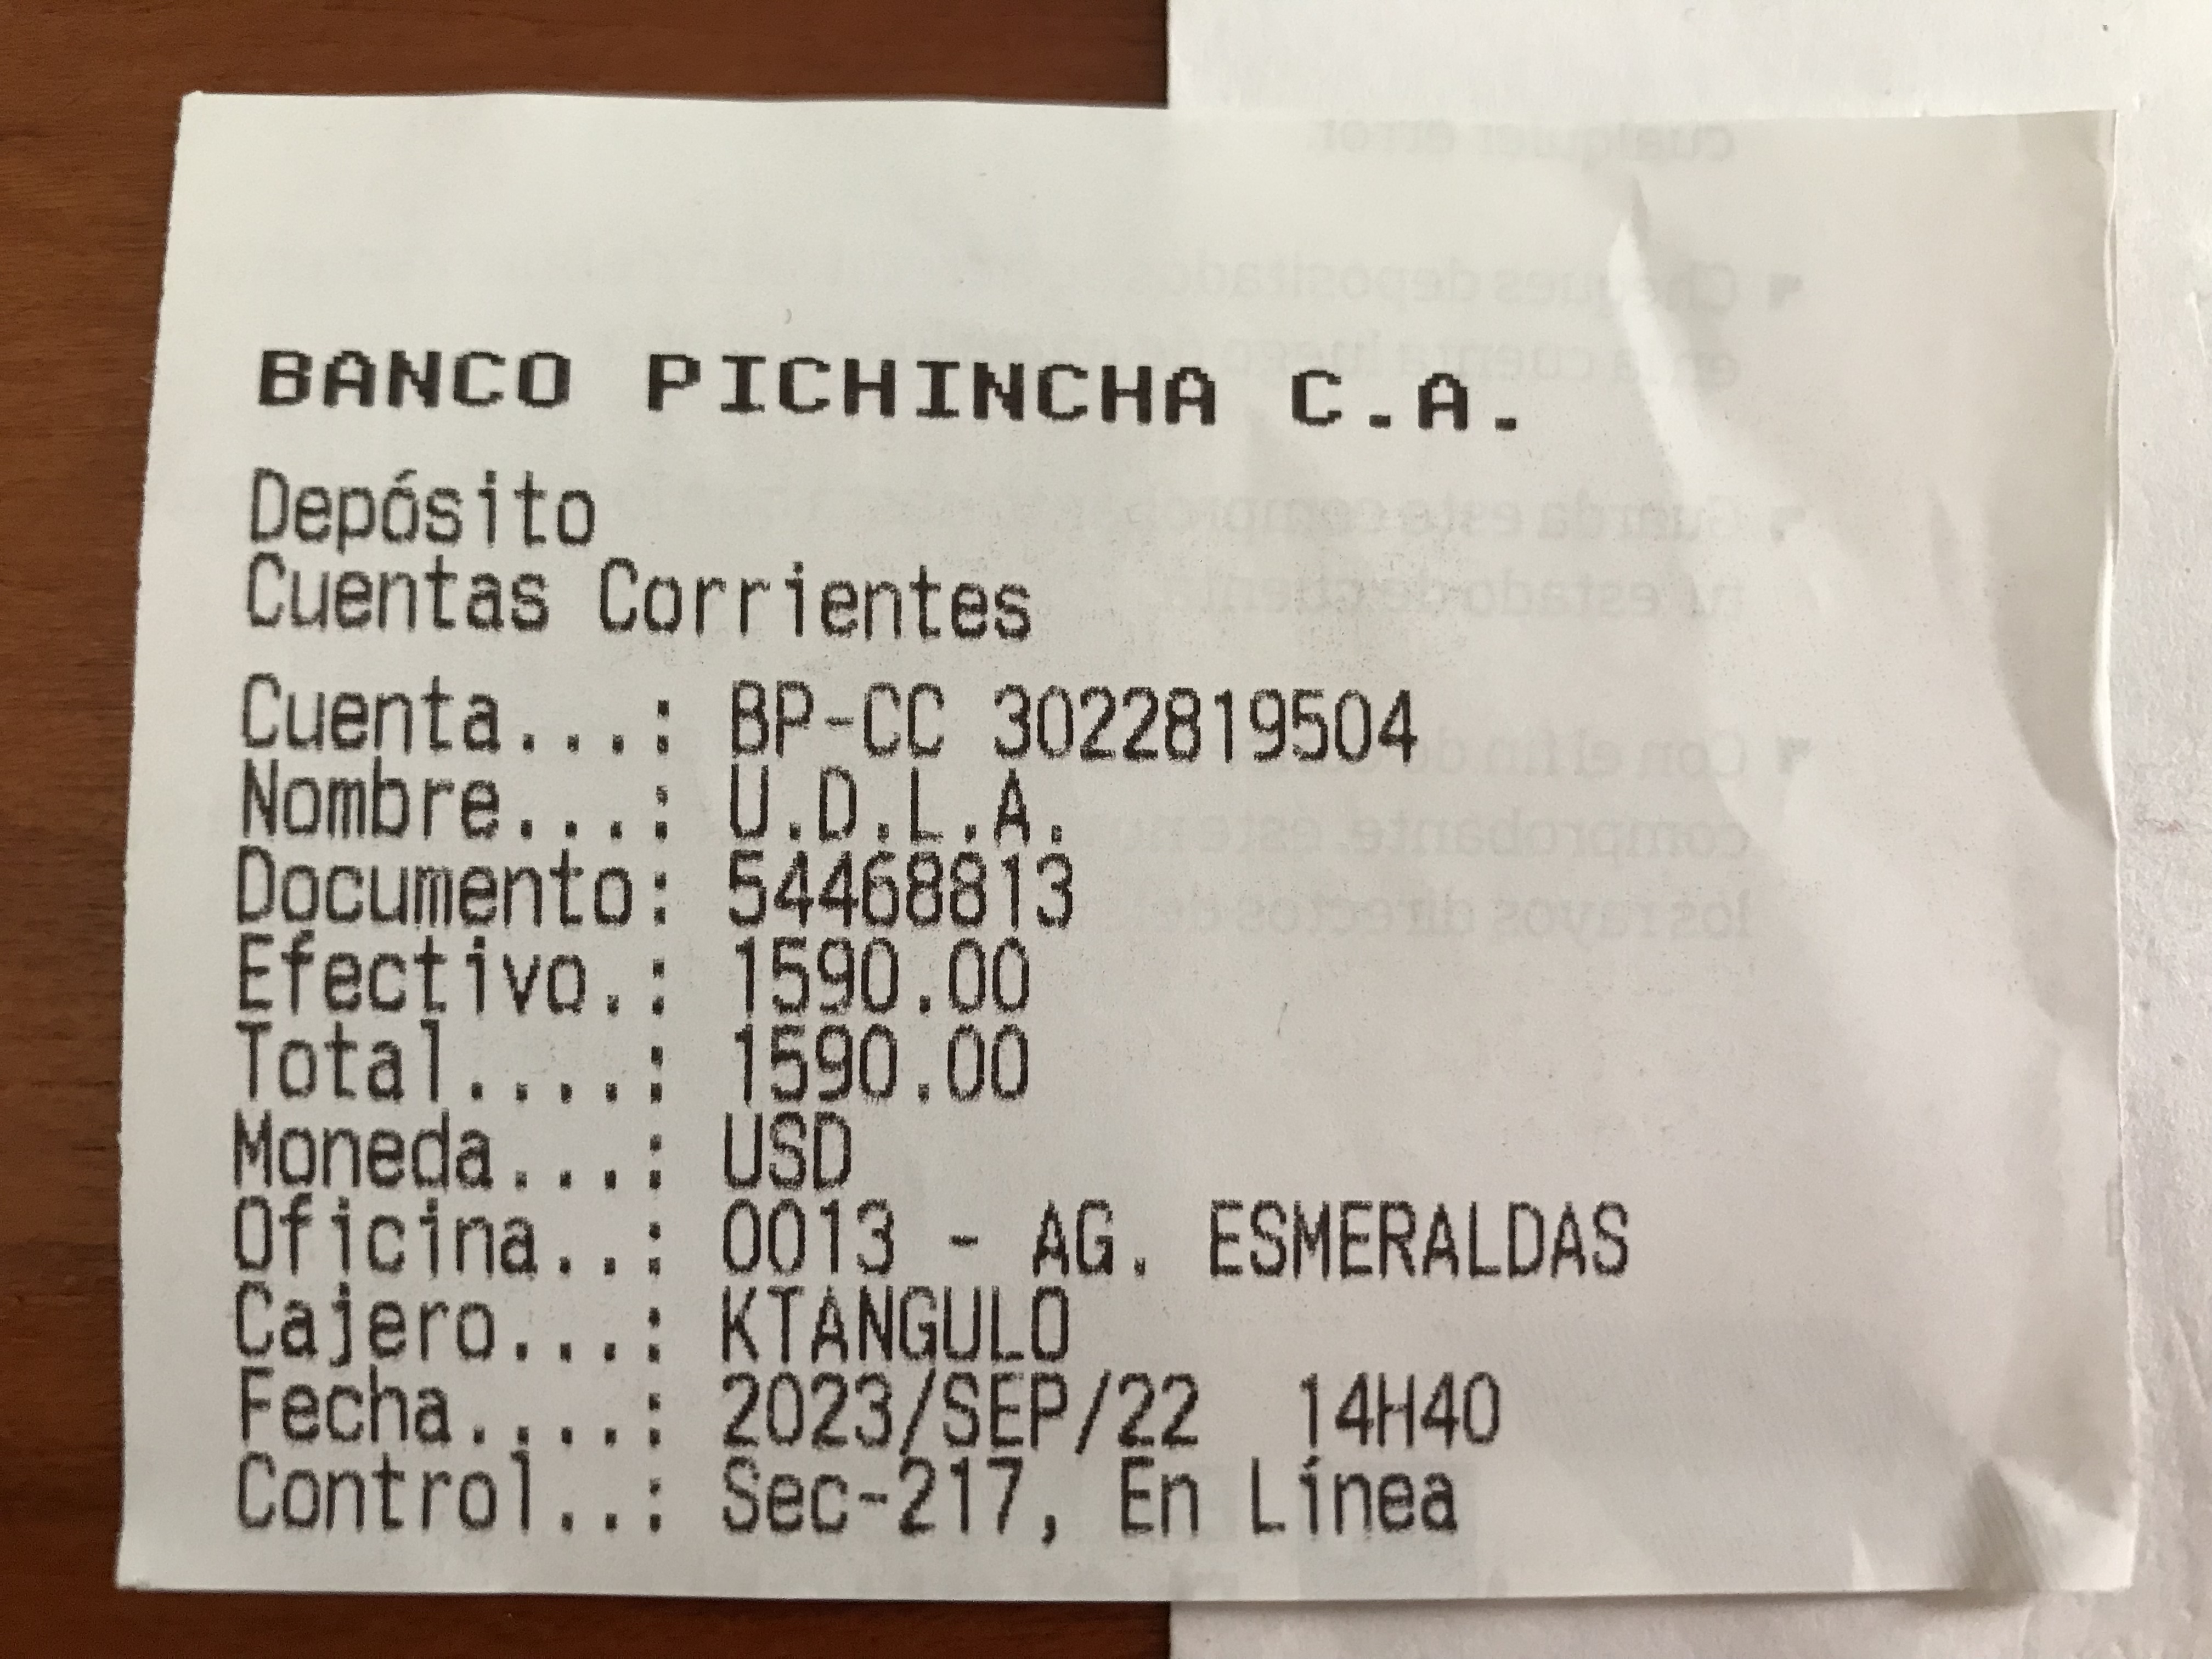 BANCO PICHINCHA C.A.
Depósito
Cuentas Corrientes
Cuenta...: BP-CC 3022819504
Nombre...: U.D.L.A.
Documento: 54468813
Efectivo.: 1590.00
Total....: 1590.00
Moneda...: USD
Oficina..: 0013 - AG. ESMERALDAS
Cajero...: KTANGULO
Fecha....: 2023/SEP/22 14H40
Control..: Sec-217, En Línea